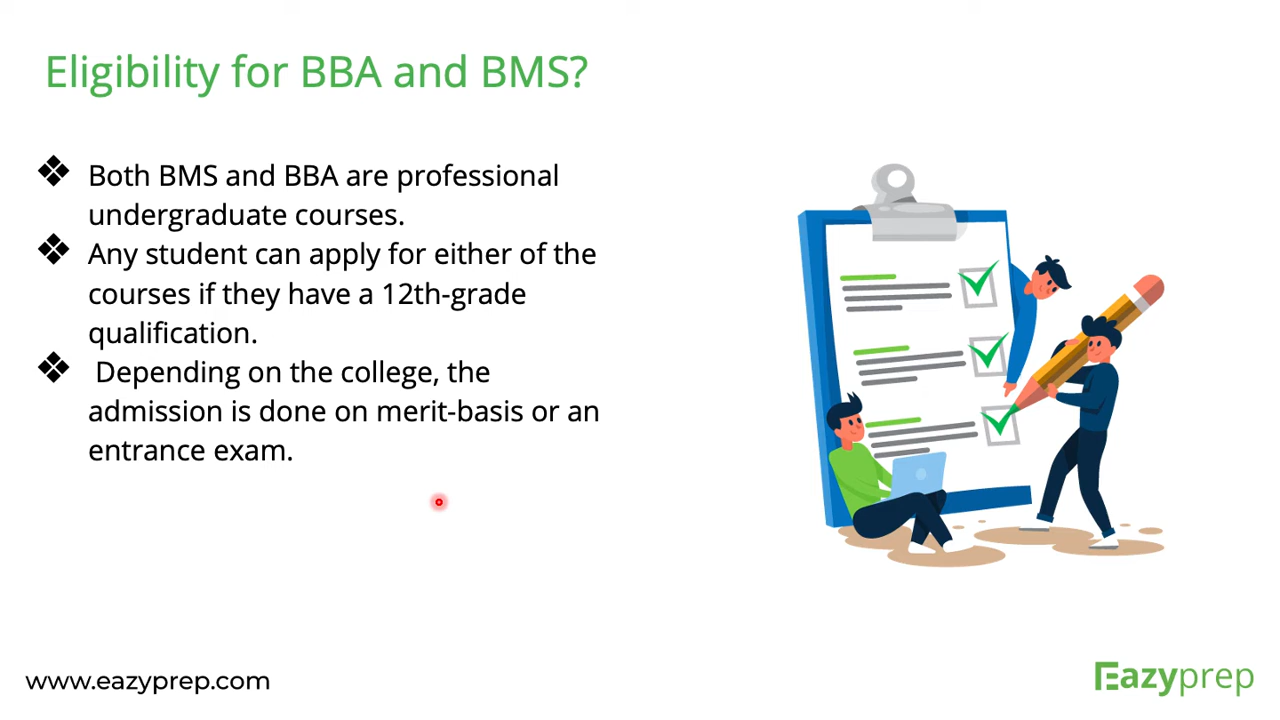 Eligibility for BBA and BMS?
❖ Both BMS and BBA are professional
undergraduate courses.
❖ Any student can apply for either of the
courses if they have a 12th-grade
qualification.
❖ Depending on the college, the
admission is done on merit-basis or an
entrance exam.
www.eazyprep.com
Eazyprep